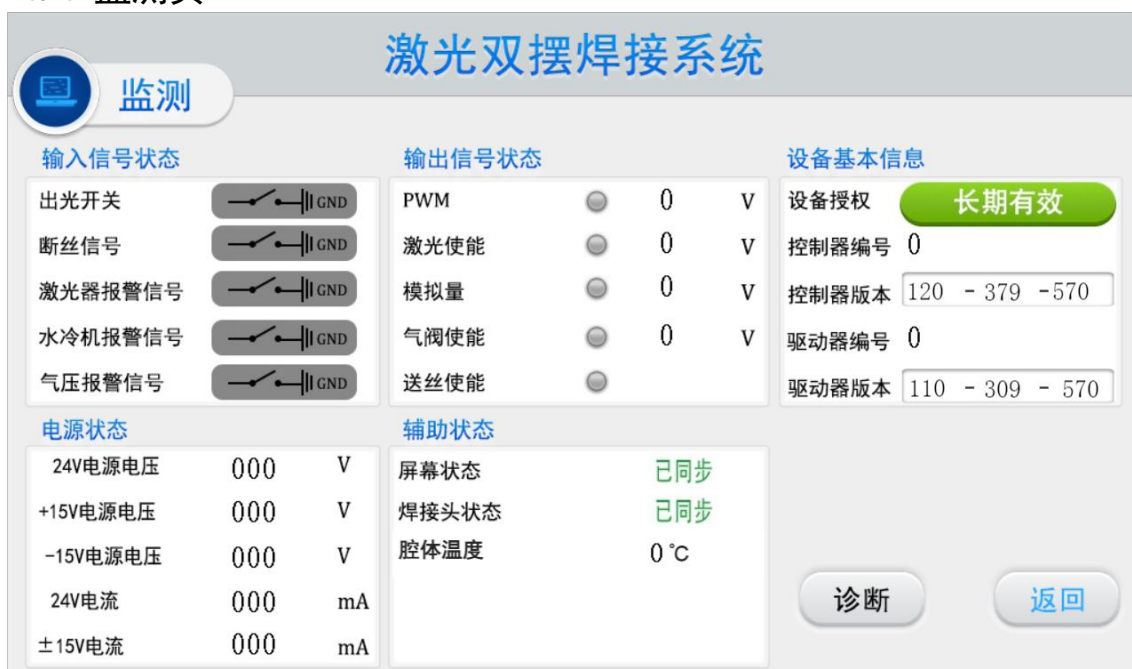 激光双摆焊接系统
监测
输入信号状态
出光开关 GND
断丝信号 GND
激光器报警信号 GND
水冷机报警信号 GND
气压报警信号 GND
输出信号状态
PWM 0 V
激光使能 0 V
模拟量 0 V
气阀使能 0 V
送丝使能
设备基本信息
设备授权 长期有效
控制器编号 0
控制器版本 120 - 379 -570
驱动器编号 0
驱动器版本 110 - 309 - 570
电源状态
24V电源电压 000 V
+15V电源电压 000 V
-15V电源电压 000 V
24V电流 000 mA
±15V电流 000 mA
辅助状态
屏幕状态 已同步
焊接头状态 已同步
腔体温度 0℃
诊断 返回